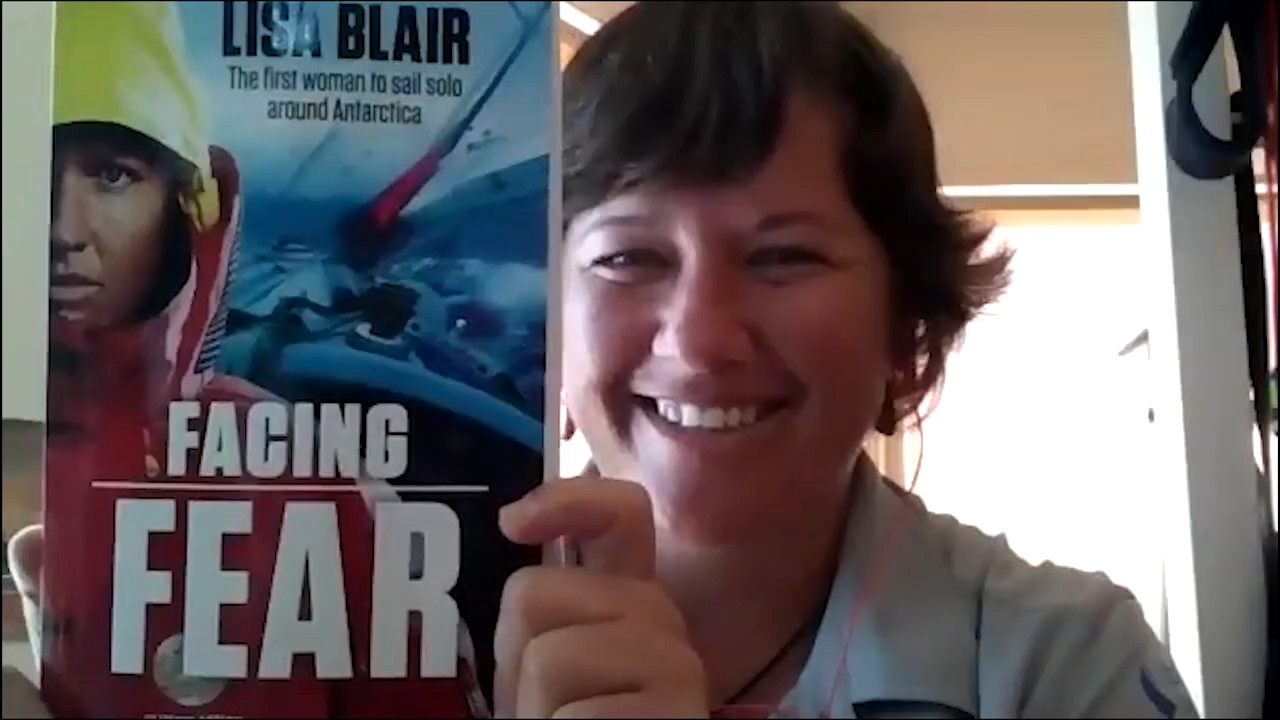 LISA BLAIR
The first woman to sail solo
around Antarctica
FACING
FEAR